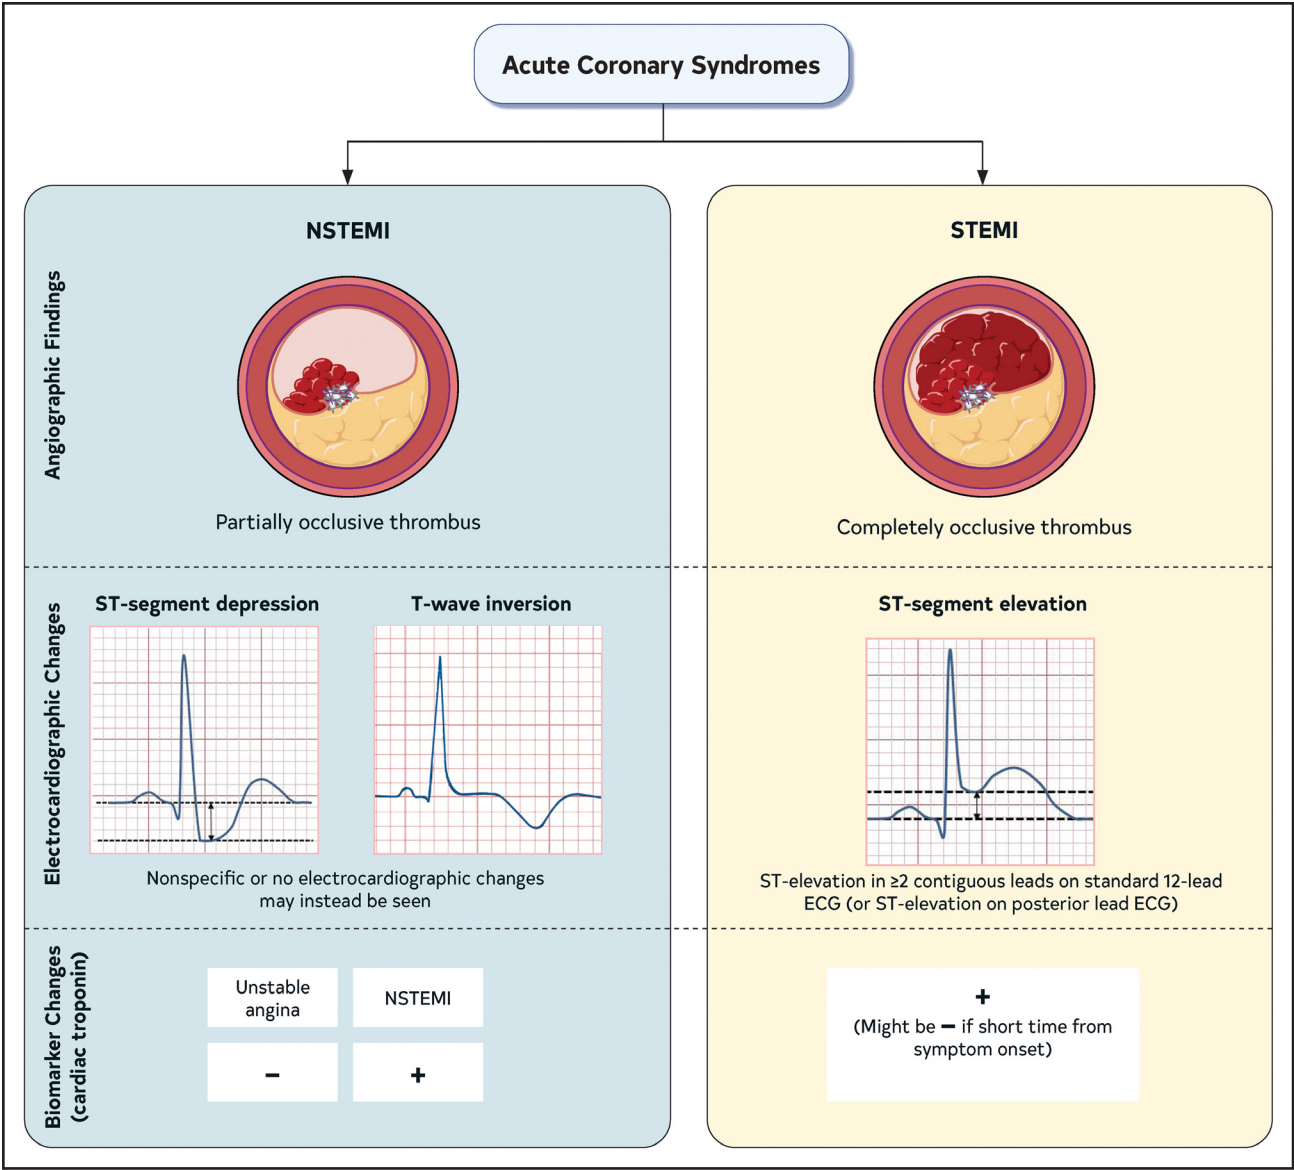 Acute Coronary Syndromes
NSTEMI
Angiographic Findings
Partially occlusive thrombus
STEMI
Completely occlusive thrombus
Electrocardiographic Changes
ST-segment depression
T-wave inversion
Nonspecific or no electrocardiographic changes
may instead be seen
ST-segment elevation
ST-elevation in ≥2 contiguous leads on standard 12-lead
ECG (or ST-elevation on posterior lead ECG)
Biomarker Changes
(cardiac troponin)
Unstable
angina
NSTEMI
−
+
+
(Might be − if short time from
symptom onset)